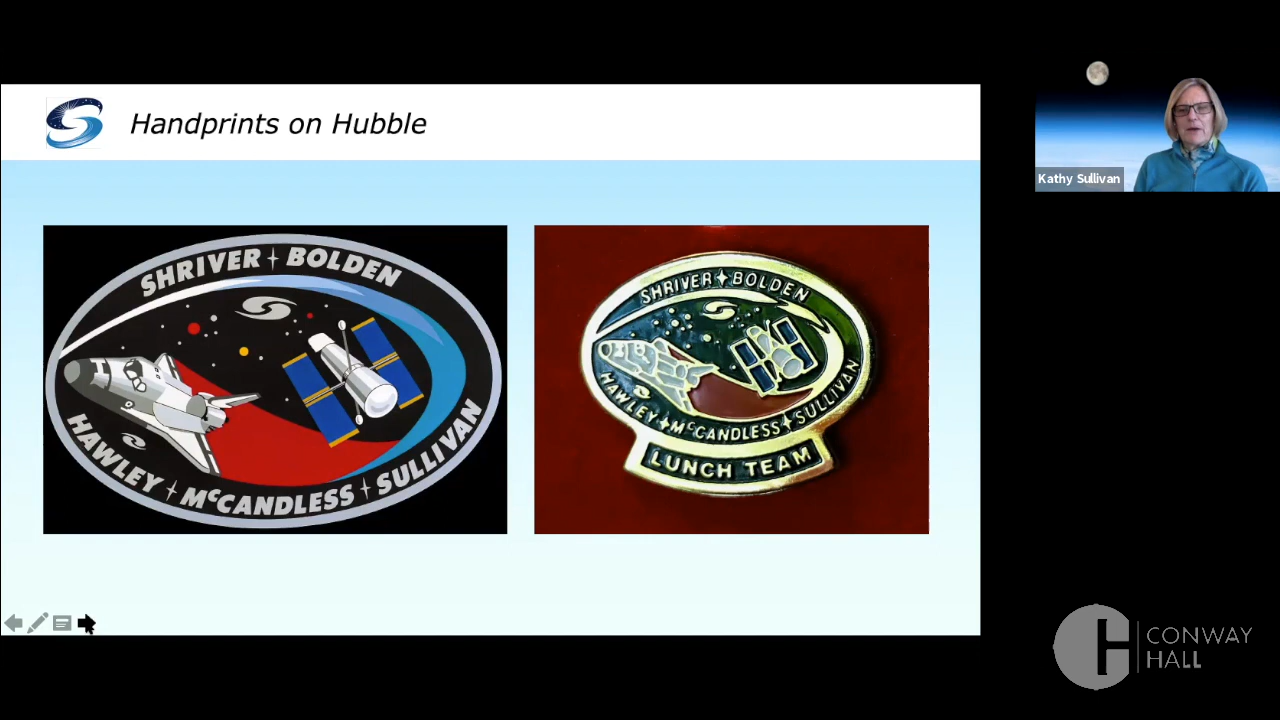 Handprints on Hubble
SHRIVER BOLDEN
HAWLEY McCANDLESS SULLIVAN
SHRIVER BOLDEN
HAWLEY McCANDLESS SULLIVAN
LUNCH TEAM
Kathy Sullivan
CONWAY
HALL